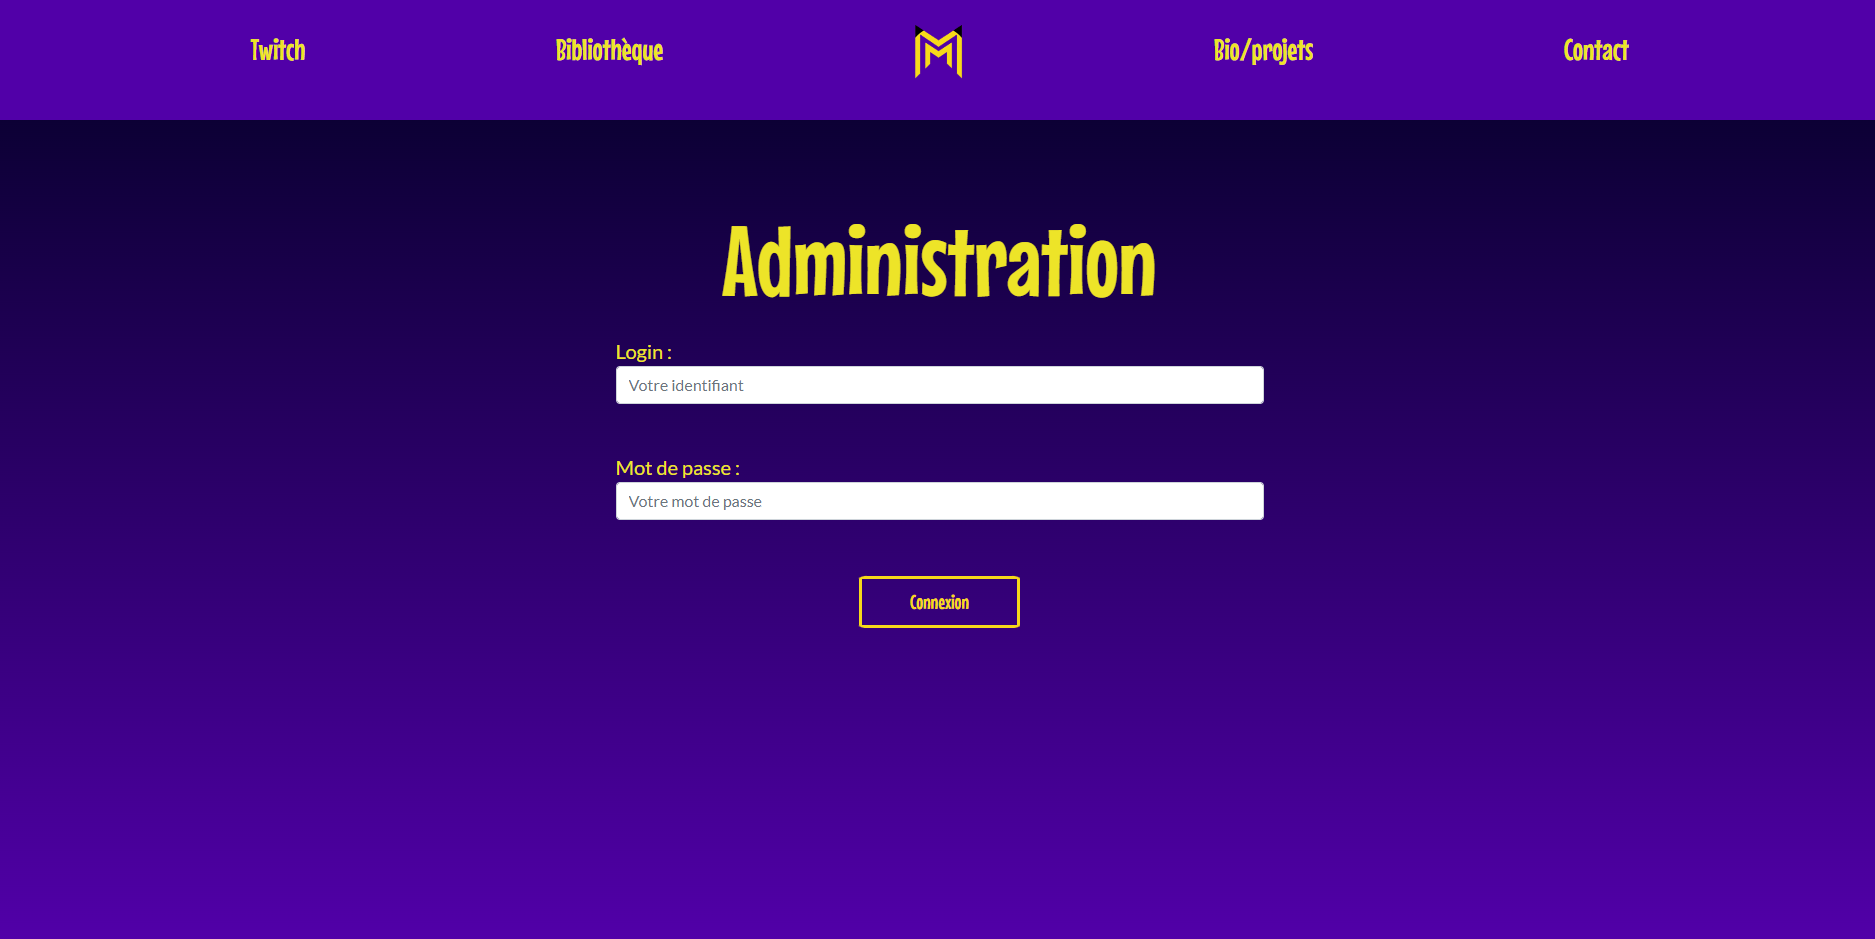 Twitch
Bibliothèque
Bio/projets
Contact
Administration
Login :
Votre identifiant
Mot de passe :
Votre mot de passe
Connexion